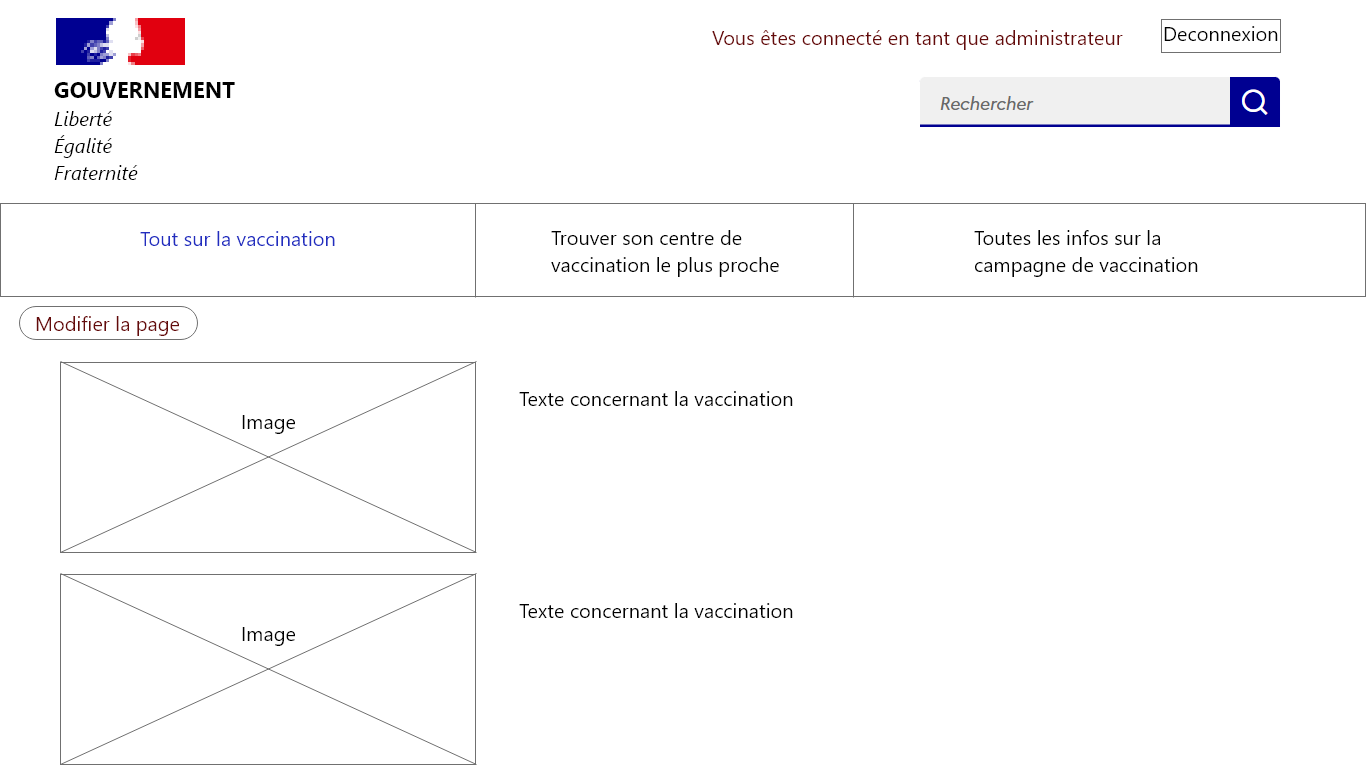 GOUVERNEMENT
Liberté
Égalité
Fraternité
Vous êtes connecté en tant que administrateur
Deconnexion
Rechercher
Tout sur la vaccination
Trouver son centre de
vaccination le plus proche
Toutes les infos sur la
campagne de vaccination
Modifier la page
Image
Texte concernant la vaccination
Image
Texte concernant la vaccination